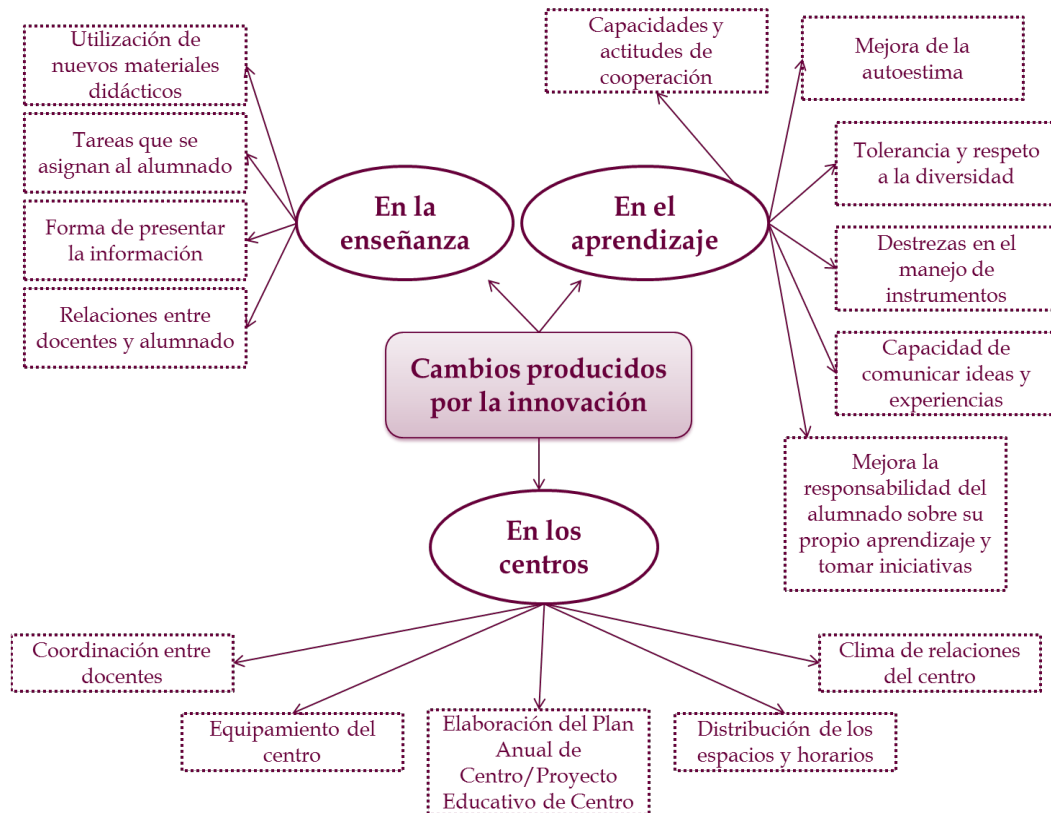 Utilización de
nuevos materiales
didácticos
Tareas que se
asignan al alumnado
Forma de presentar
la información
Relaciones entre
docentes y alumnado
En la
enseñanza
Capacidades y
actitudes de
cooperación
En el
aprendizaje
Mejora de la
autoestima
Tolerancia y respeto
a la diversidad
Destrezas en el
manejo de
instrumentos
Capacidad de
comunicar ideas y
experiencias
Mejora la
responsabilidad del
alumnado sobre su
propio aprendizaje y
tomar iniciativas
Cambios producidos
por la innovación
En los
centros
Coordinación entre
docentes
Equipamiento del
centro
Elaboración del Plan
Anual de
Centro/Proyecto
Educativo de Centro
Distribución de los
espacios y horarios
Clima de relaciones
del centro